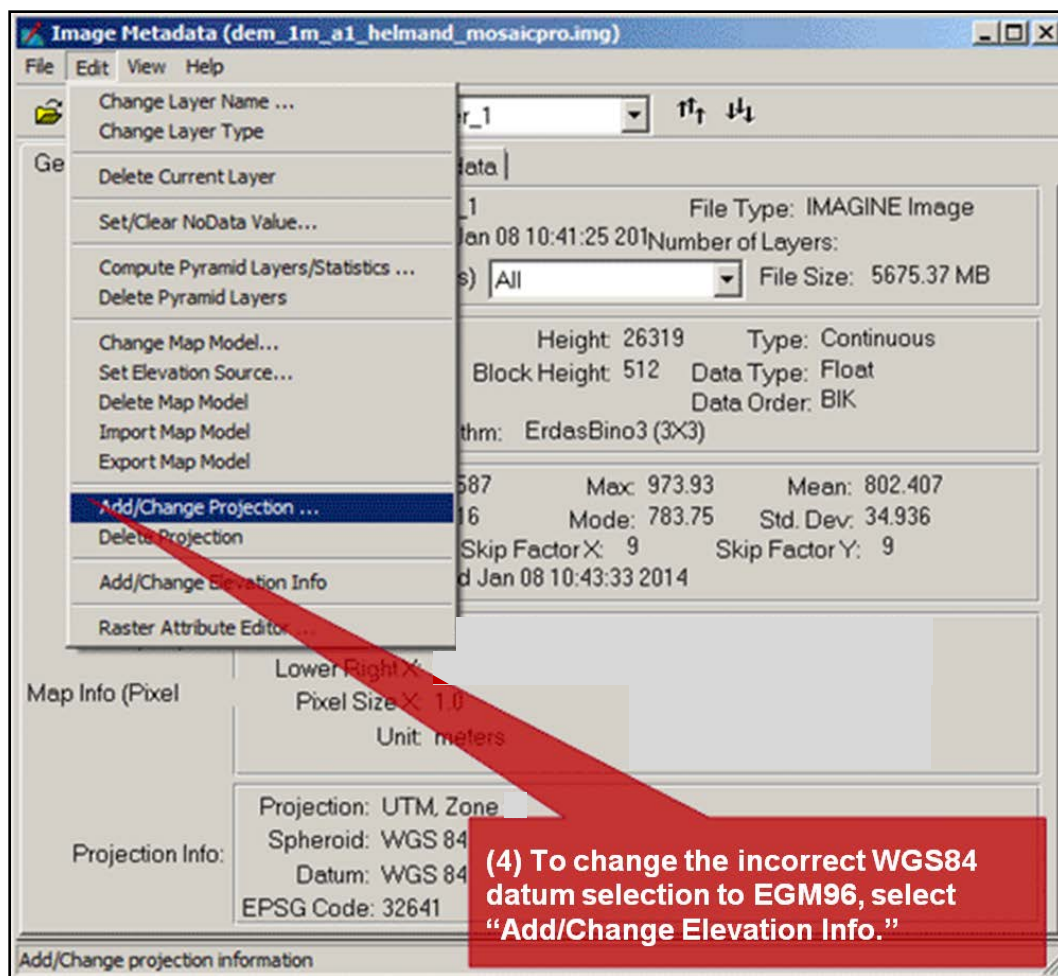 Image Metadata (dem_1m_a1_helmand_mosaicpro.img)
File Edit View Help
Change Layer Name ...
Change Layer Type
Delete Current Layer
Set/Clear NoData Value...
Compute Pyramid Layers/Statistics ...
Delete Pyramid Layers
Change Map Model...
Set Elevation Source...
Delete Map Model
Import Map Model
Export Map Model
Add/Change Projection ...
Delete Projection
Add/Change Elevation Info
Raster Attribute Editor ...
r_1
Ge
data
_1 File Type: IMAGINE Image
Jan 08 10:41:25 201 Number of Layers:
s) All File Size: 5675.37 MB
Height: 26319 Type: Continuous
Block Height: 512 Data Type: Float
Data Order: BIK
thm: ErdasBino3 (3X3)
587 Max: 973.93 Mean: 802.407
16 Mode: 783.75 Std. Dev: 34.936
Skip Factor X: 9 Skip Factor Y: 9
d Jan 08 10:43:33 2014
Lower Right X:
Map Info (Pixel Pixel Size X: 1.0
Unit: meters
Projection Info: Projection: UTM, Zone
Spheroid: WGS 84
Datum: WGS 84
EPSG Code: 32641
(4) To change the incorrect WGS84
datum selection to EGM96, select
“Add/Change Elevation Info.”
Add/Change projection information